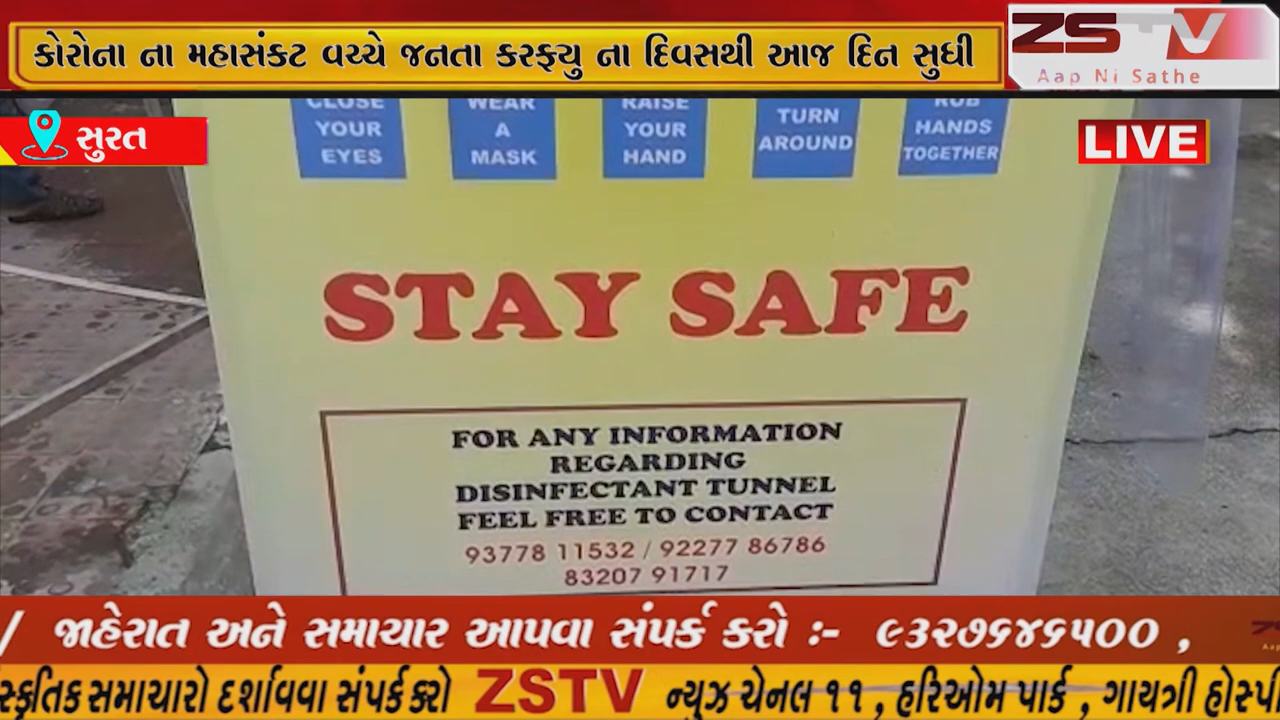 કોરોના ના મહાસંકટ વચ્ચે જનતા કરફ્યુ ના દિવસથી આજ દિન સુધી
ZSTV
Aap Ni Sathe
સુરત
LIVE
CLOSE YOUR EYES
WEAR A MASK
RAISE YOUR HAND
TURN AROUND
RUB HANDS TOGETHER
STAY SAFE
FOR ANY INFORMATION
REGARDING
DISINFECTANT TUNNEL
FEEL FREE TO CONTACT
93778 11532 / 92277 86786
83207 91717
/ જાહેરાત અને સમાચાર આપવા સંપર્ક કરો :- ૯૩૨૭૬૪૬૫૦૦ ,
સ્કૃતિક સમાચારો દર્શાવવા સંપર્ક કરો ZSTV ન્યુઝ ચેનલ ૧૧ , હરિઓમ પાર્ક , ગાયત્રી હોસ્પી